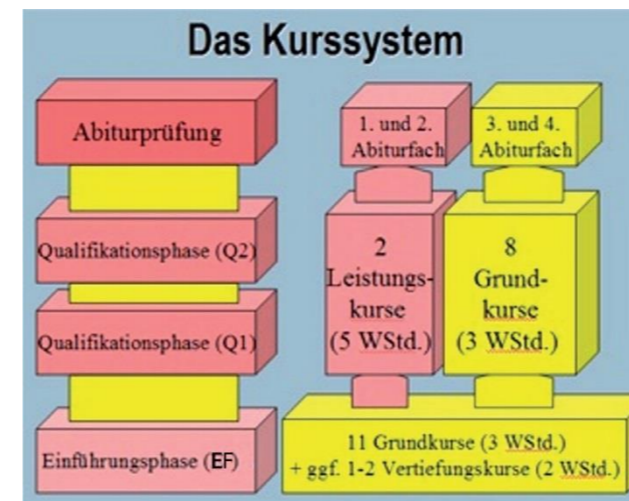 Das Kurssystem
Abiturprüfung
Qualifikationsphase (Q2)
Qualifikationsphase (Q1)
Einführungsphase (EF)
1. und 2.
Abiturfach
3. und 4.
Abiturfach
2
Leistungs-
kurse
(5 WStd.)
8
Grund-
kurse
(3 WStd.)
11 Grundkurse (3 WStd.)
+ ggf. 1-2 Vertiefungskurse (2 WStd.)